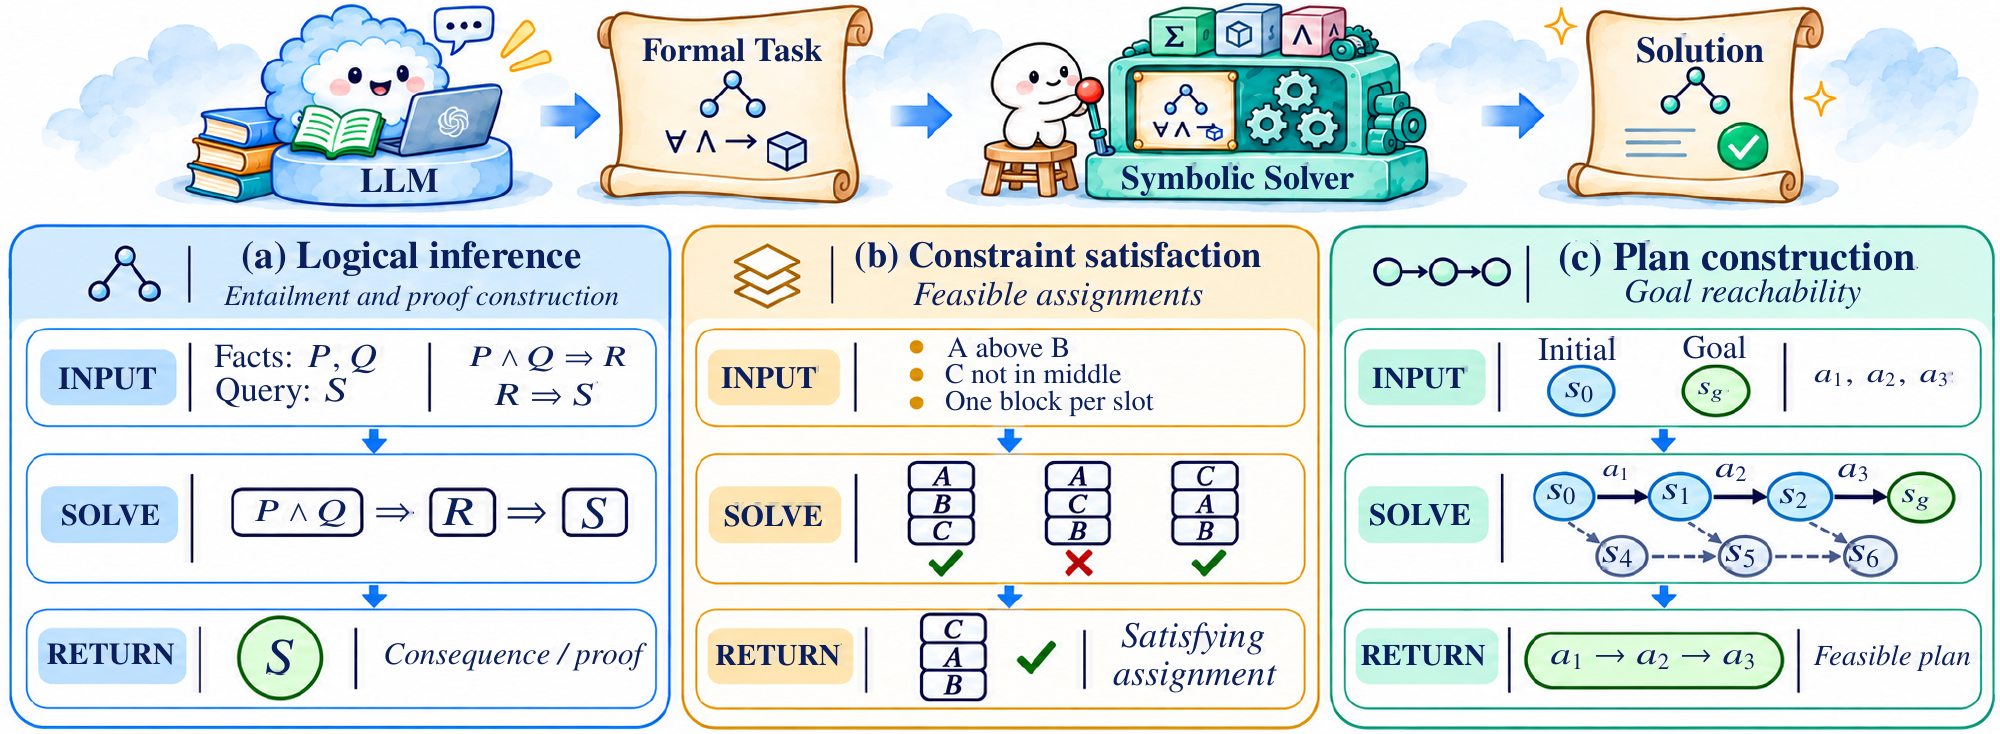 LLM
Formal Task
∀ Λ →
Σ
Λ
∀ Λ →
Symbolic Solver
Solution
(a) Logical inference
Entailment and proof construction
INPUT
Facts: P, Q
Query: S
P ∧ Q ⇒ R
R ⇒ S
SOLVE
P ∧ Q ⇒ R ⇒ S
RETURN
S
Consequence / proof
(b) Constraint satisfaction
Feasible assignments
INPUT
A above B
C not in middle
One block per slot
SOLVE
A
B
C
A
C
B
C
A
B
RETURN
C
A
B
Satisfying
assignment
(c) Plan construction
Goal reachability
INPUT
Initial
s₀
Goal
s_g
a₁, a₂, a₃
SOLVE
a₁ a₂ a₃
s₀ s₁ s₂ s_g
s₄ s₅ s₆
RETURN
a₁ → a₂ → a₃
Feasible plan